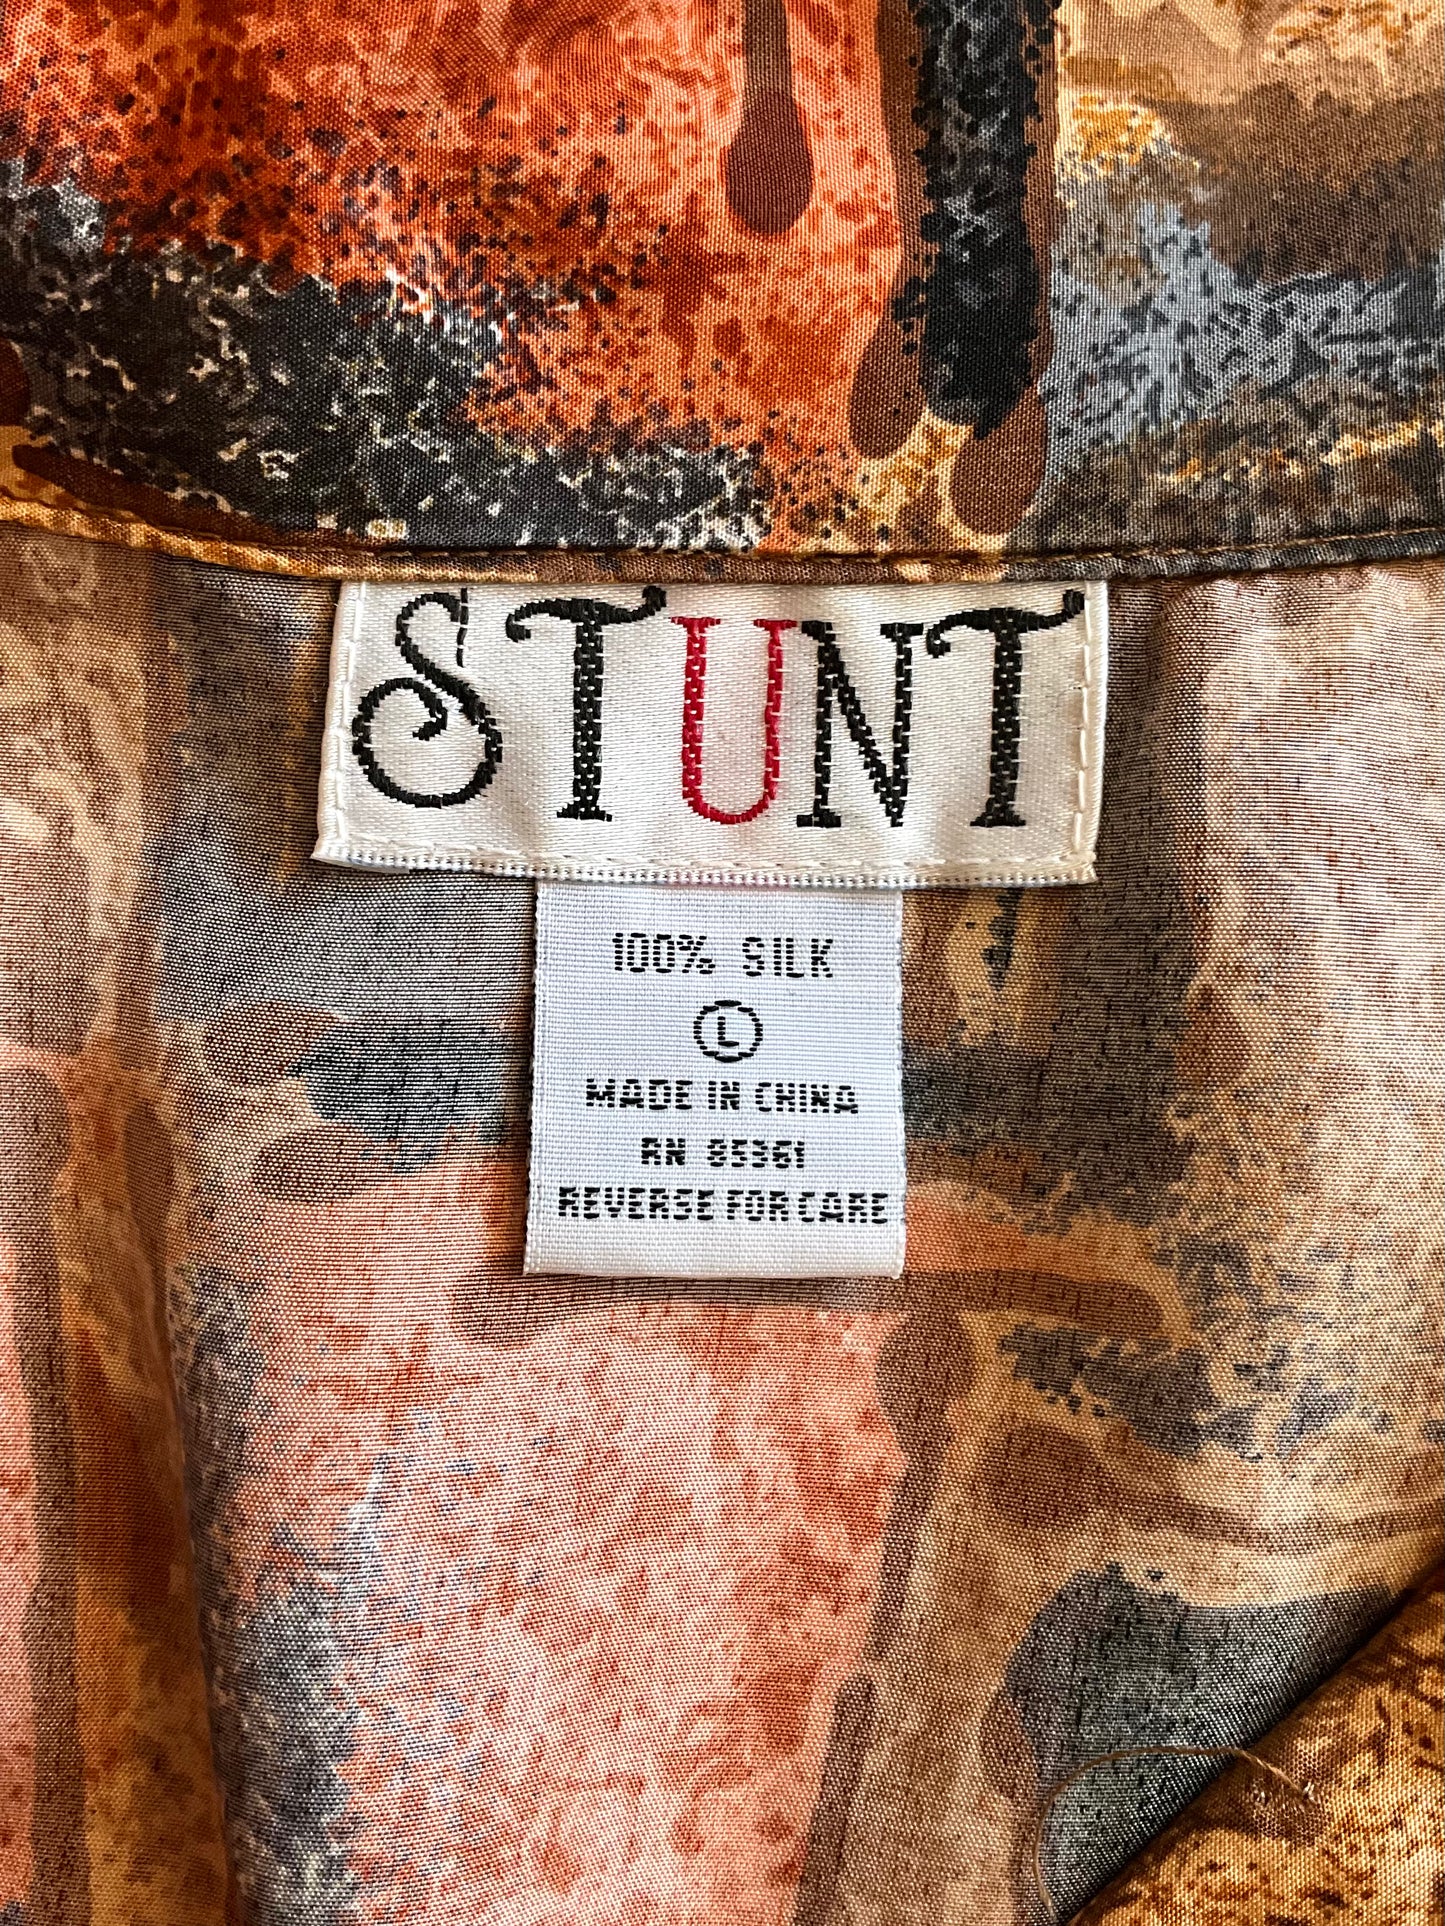 STUNT
100% SILK
L
MADE IN CHINA
RN 85361
REVERSE FOR CARE